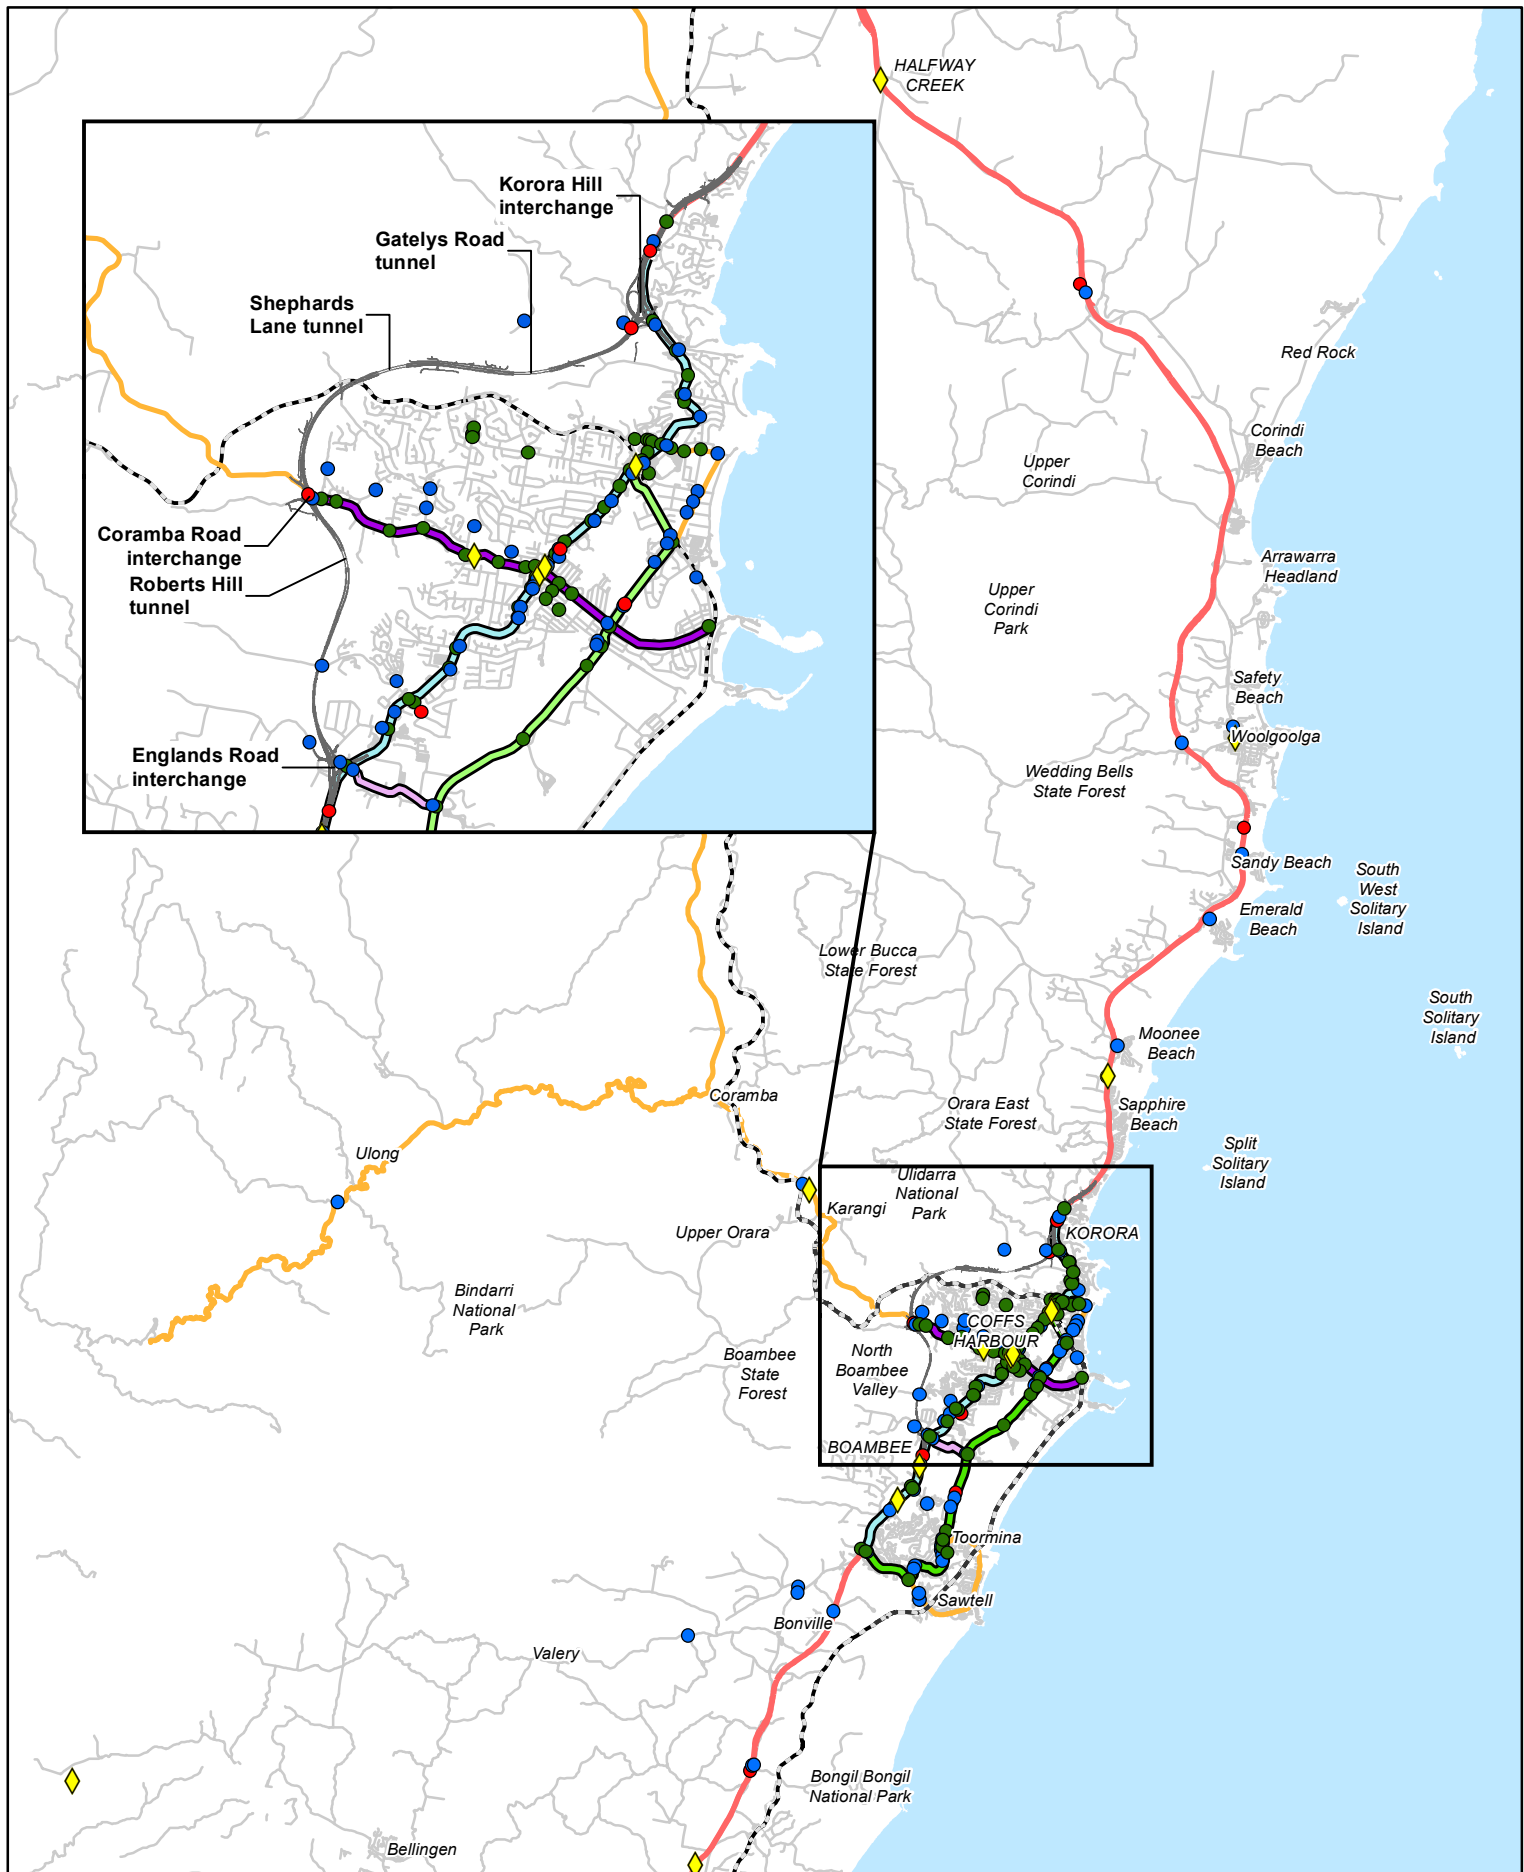 HALFWAY
CREEK
Korora Hill
interchange
Gatelys Road
tunnel
Shephards
Lane tunnel
Coramba Road
interchange
Roberts Hill
tunnel
Englands Road
interchange
Red Rock
Corindi
Beach
Upper
Corindi
Arrawarra
Headland
Upper
Corindi
Park
Safety
Beach
Woolgoolga
Wedding Bells
State Forest
Sandy Beach
South
West
Solitary
Island
Emerald
Beach
Lower Bucca
State Forest
South
Solitary
Island
Moonee
Beach
Coramba
Orara East
State Forest
Sapphire
Beach
Ulong
Split
Solitary
Island
Ulidarra
National
Park
Karangi
Upper Orara
KORORA
Bindarri
National
Park
COFFS
HARBOUR
North
Boambee
Valley
Boambee
State
Forest
BOAMBEE
Toormina
Sawtell
Bonville
Valery
Bongil Bongil
National Park
Bellingen